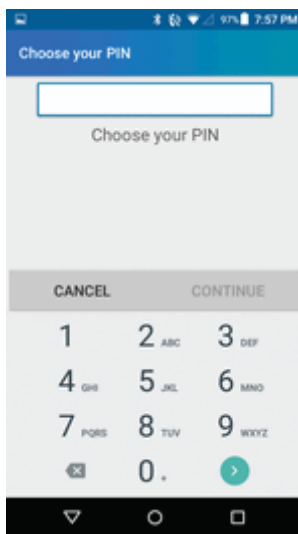 97% 7:57 PM
Choose your PIN
Choose your PIN
CANCEL CONTINUE
1 2 ABC 3 DEF
4 GHI 5 JKL 6 MNO
7 PQRS 8 TUV 9 WXYZ
0 .